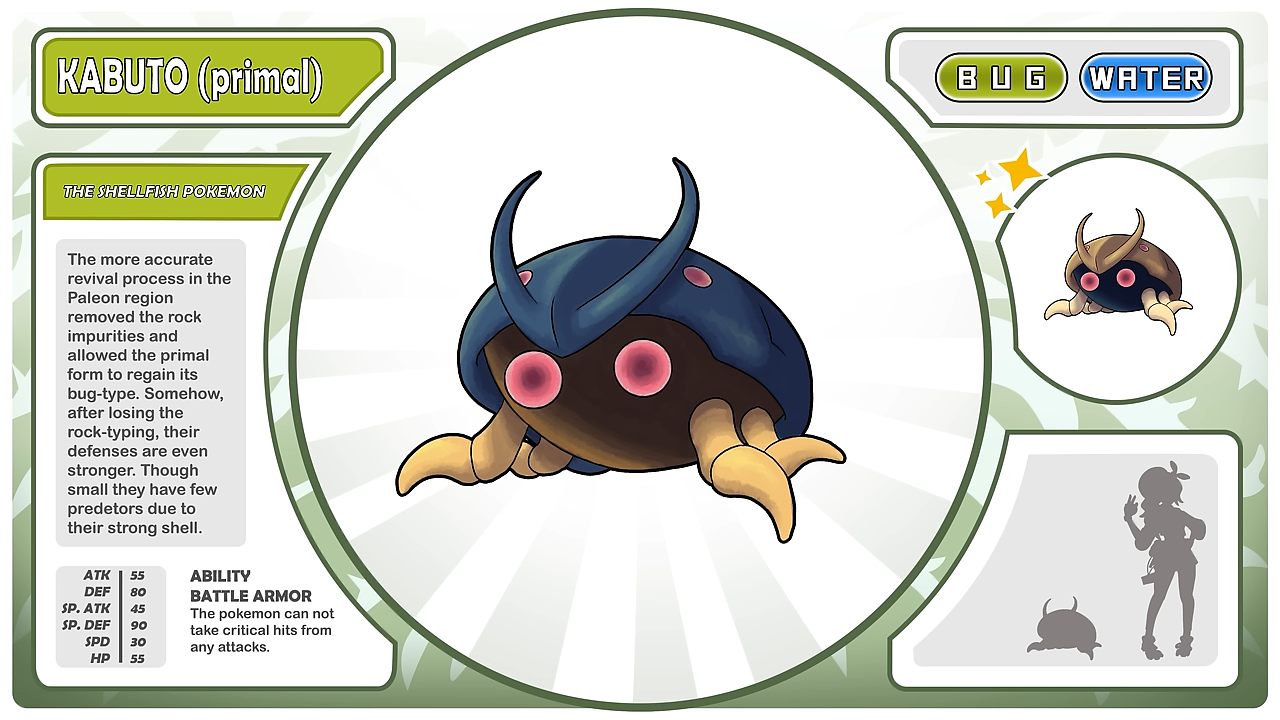 KABUTO (primal)
BUG
WATER
THE SHELLFISH POKEMON
The more accurate
revival process in the
Paleon region
removed the rock
impurities and
allowed the primal
form to regain its
bug-type. Somehow,
after losing the
rock-typing, their
defenses are even
stronger. Though
small they have few
predetors due to
their strong shell.
ATK 55
DEF 80
SP. ATK 45
SP. DEF 90
SPD 30
HP 55
ABILITY
BATTLE ARMOR
The pokemon can not
take critical hits from
any attacks.